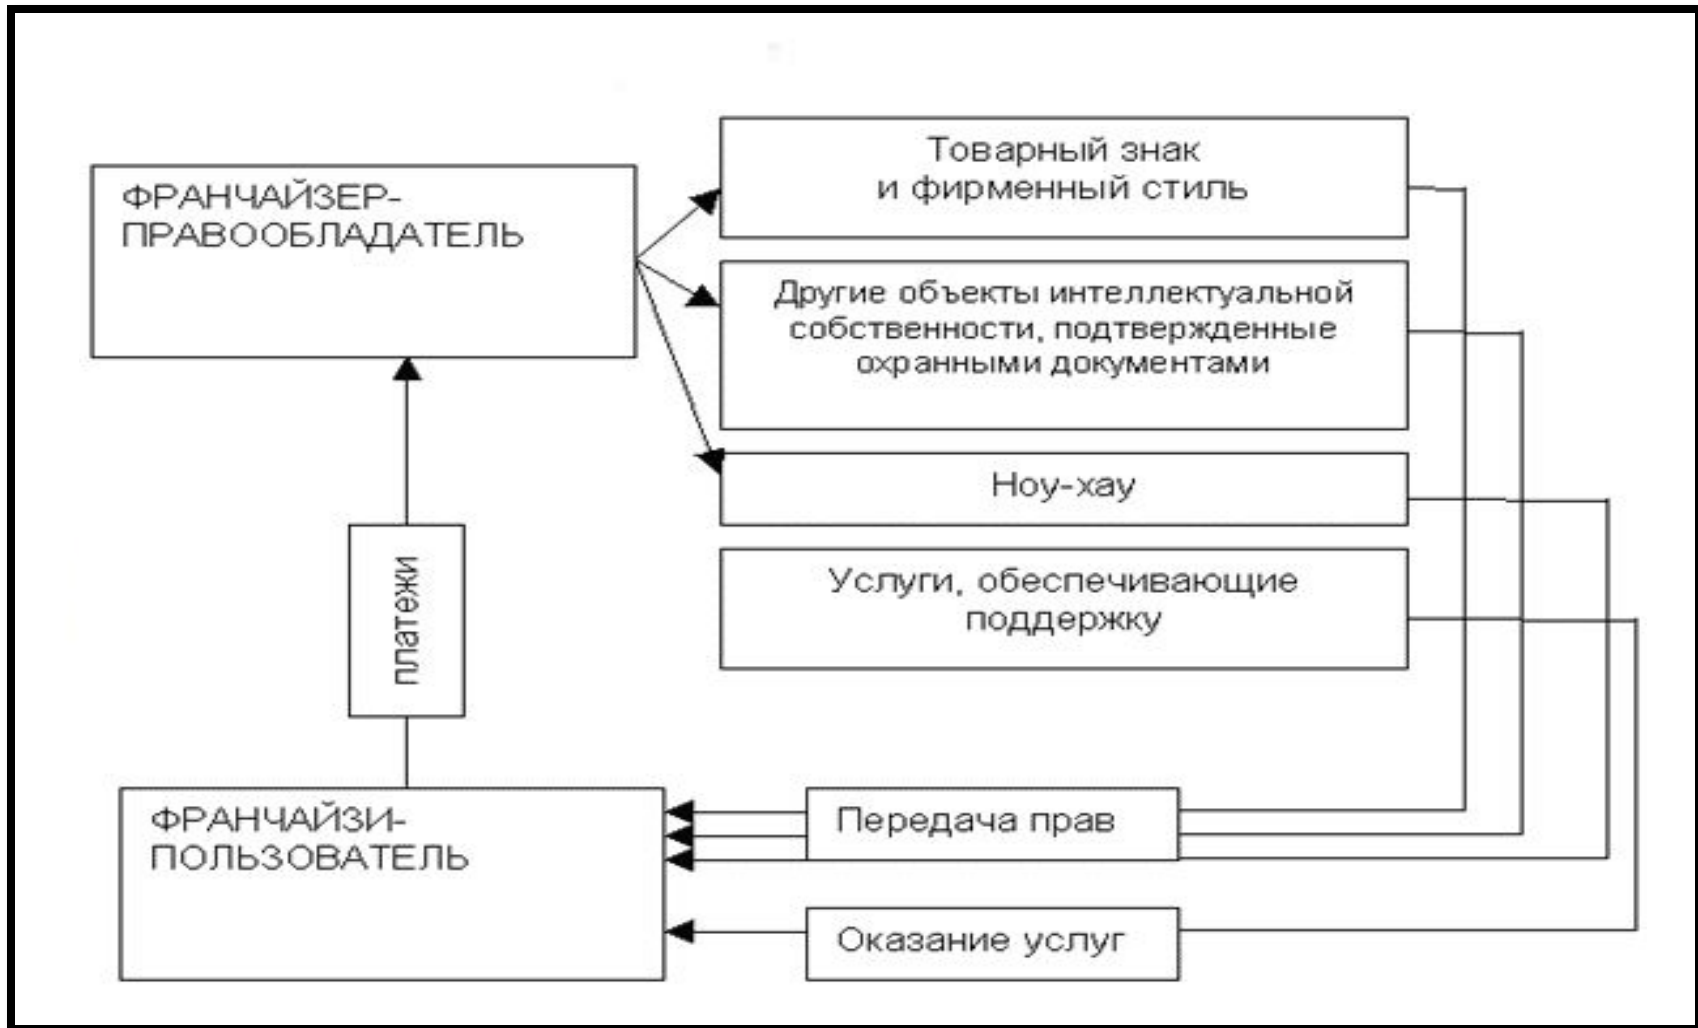 ФРАНЧАЙЗЕР-
ПРАВООБЛАДАТЕЛЬ
Товарный знак
и фирменный стиль
Другие объекты интеллектуальной
собственности, подтвержденные
охранными документами
Ноу-хау
Услуги, обеспечивающие
поддержку
платежи
ФРАНЧАЙЗИ-
ПОЛЬЗОВАТЕЛЬ
Передача прав
Оказание услуг